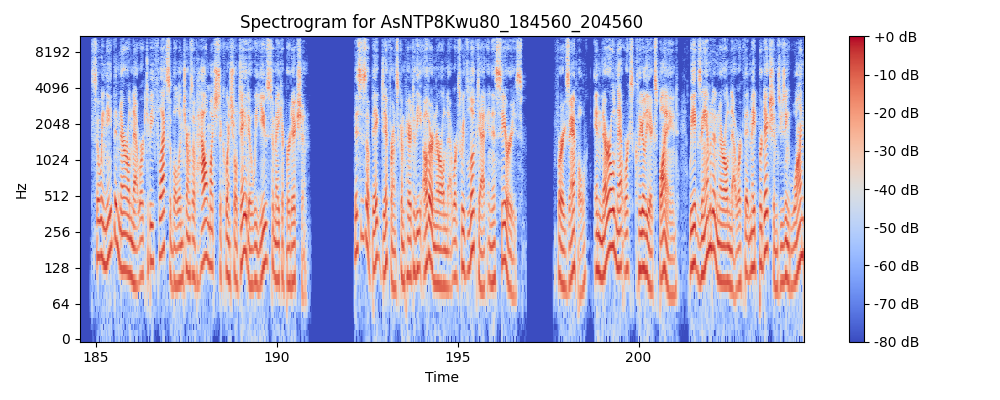 Spectrogram for AsNTP8Kwu80_184560_204560
8192
4096
2048
1024
512
256
128
64
0
Hz
185
190
195
200
Time
+0 dB
-10 dB
-20 dB
-30 dB
-40 dB
-50 dB
-60 dB
-70 dB
-80 dB